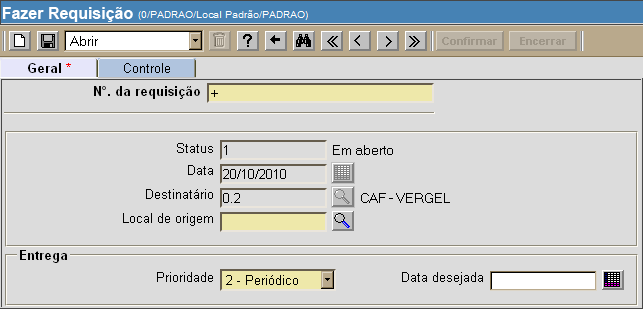 Fazer Requisição (0/PADRAO/Local Padrão/PADRAO)
Abrir ? Confirmar Encerrar
Geral * Controle
N°. da requisição +
Status 1 Em aberto
Data 20/10/2010
Destinatário 0.2 CAF - VERGEL
Local de origem
Entrega
Prioridade 2 - Periódico Data desejada